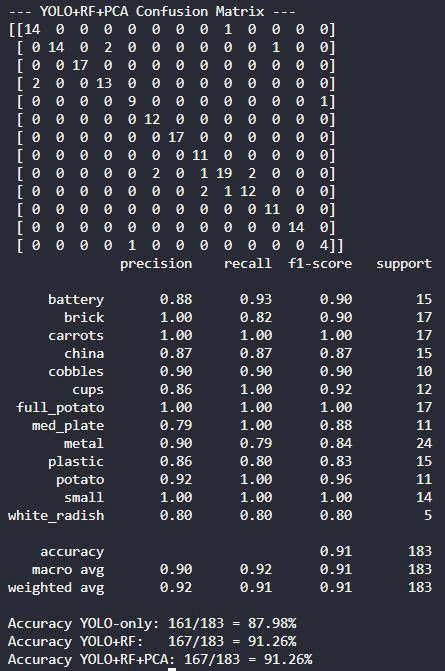 --- YOLO+RF+PCA Confusion Matrix ---
[[14  0  0  0  0  0  0  0  1  0  0  0  0]
 [ 0 14  0  2  0  0  0  0  0  0  1  0  0]
 [ 0  0 17  0  0  0  0  0  0  0  0  0  0]
 [ 2  0  0 13  0  0  0  0  0  0  0  0  0]
 [ 0  0  0  0  9  0  0  0  0  0  0  0  1]
 [ 0  0  0  0  0 12  0  0  0  0  0  0  0]
 [ 0  0  0  0  0  0 17  0  0  0  0  0  0]
 [ 0  0  0  0  0  0  0 11  0  0  0  0  0]
 [ 0  0  0  0  0  2  0  1 19  2  0  0  0]
 [ 0  0  0  0  0  0  0  2  1 12  0  0  0]
 [ 0  0  0  0  0  0  0  0  0  0 11  0  0]
 [ 0  0  0  0  0  0  0  0  0  0  0 14  0]
 [ 0  0  0  0  1  0  0  0  0  0  0  0  4]]
              precision    recall  f1-score   support
     battery       0.88      0.93      0.90        15
       brick       1.00      0.82      0.90        17
     carrots       1.00      1.00      1.00        17
       china       0.87      0.87      0.87        15
     cobbles       0.90      0.90      0.90        10
        cups       0.86      1.00      0.92        12
 full_potato       1.00      1.00      1.00        17
   med_plate       0.79      1.00      0.88        11
       metal       0.90      0.79      0.84        24
     plastic       0.86      0.80      0.83        15
      potato       0.92      1.00      0.96        11
       small       1.00      1.00      1.00        14
white_radish       0.80      0.80      0.80         5
    accuracy                           0.91       183
   macro avg       0.90      0.92      0.91       183
weighted avg       0.92      0.91      0.91       183
Accuracy YOLO-only: 161/183 = 87.98%
Accuracy YOLO+RF:   167/183 = 91.26%
Accuracy YOLO+RF+PCA: 167/183 = 91.26%